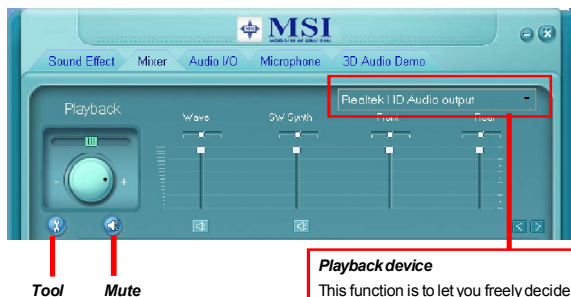 MSI
Sound Effect Mixer Audio I/O Microphone 3D Audio Demo
Realtek HD Audio output
Playback
Wave SW Synth Front Rear
- +
< >
Playback device
Tool Mute This function is to let you freely decide